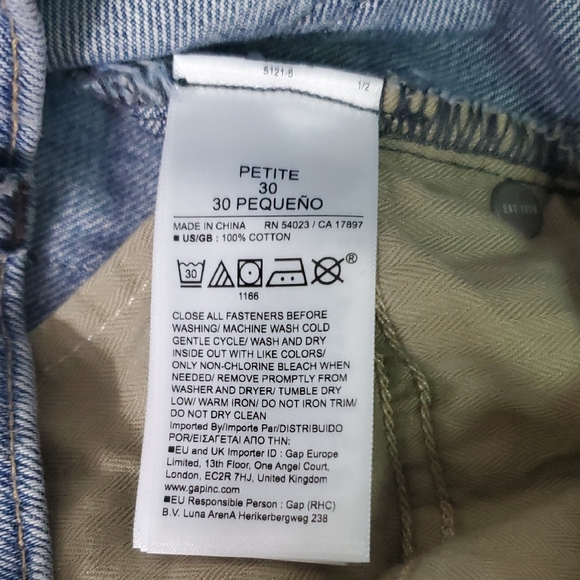 5121-6
1/2
PETITE
30
30 PEQUEÑO
MADE IN CHINA RN 54023 / CA 17897
■ US/GB : 100% COTTON
30
®
1166
CLOSE ALL FASTENERS BEFORE
WASHING/ MACHINE WASH COLD
GENTLE CYCLE/ WASH AND DRY
INSIDE OUT WITH LIKE COLORS/
ONLY NON-CHLORINE BLEACH WHEN
NEEDED/ REMOVE PROMPTLY FROM
WASHER AND DRYER/ TUMBLE DRY
LOW/ WARM IRON/ DO NOT IRON TRIM/
DO NOT DRY CLEAN
Imported By/Importe Par/DISTRIBUIDO
POR/ΕΙΣΑΓΕΤΑΙ ΑΠΟ ΤΗΝ:
■EU and UK Importer ID : Gap Europe
Limited, 13th Floor, One Angel Court,
London, EC2R 7HJ, United Kingdom
www.gapinc.com
■EU Responsible Person : Gap (RHC)
B.V. Luna ArenA Herikerbergweg 238
EST. 1969